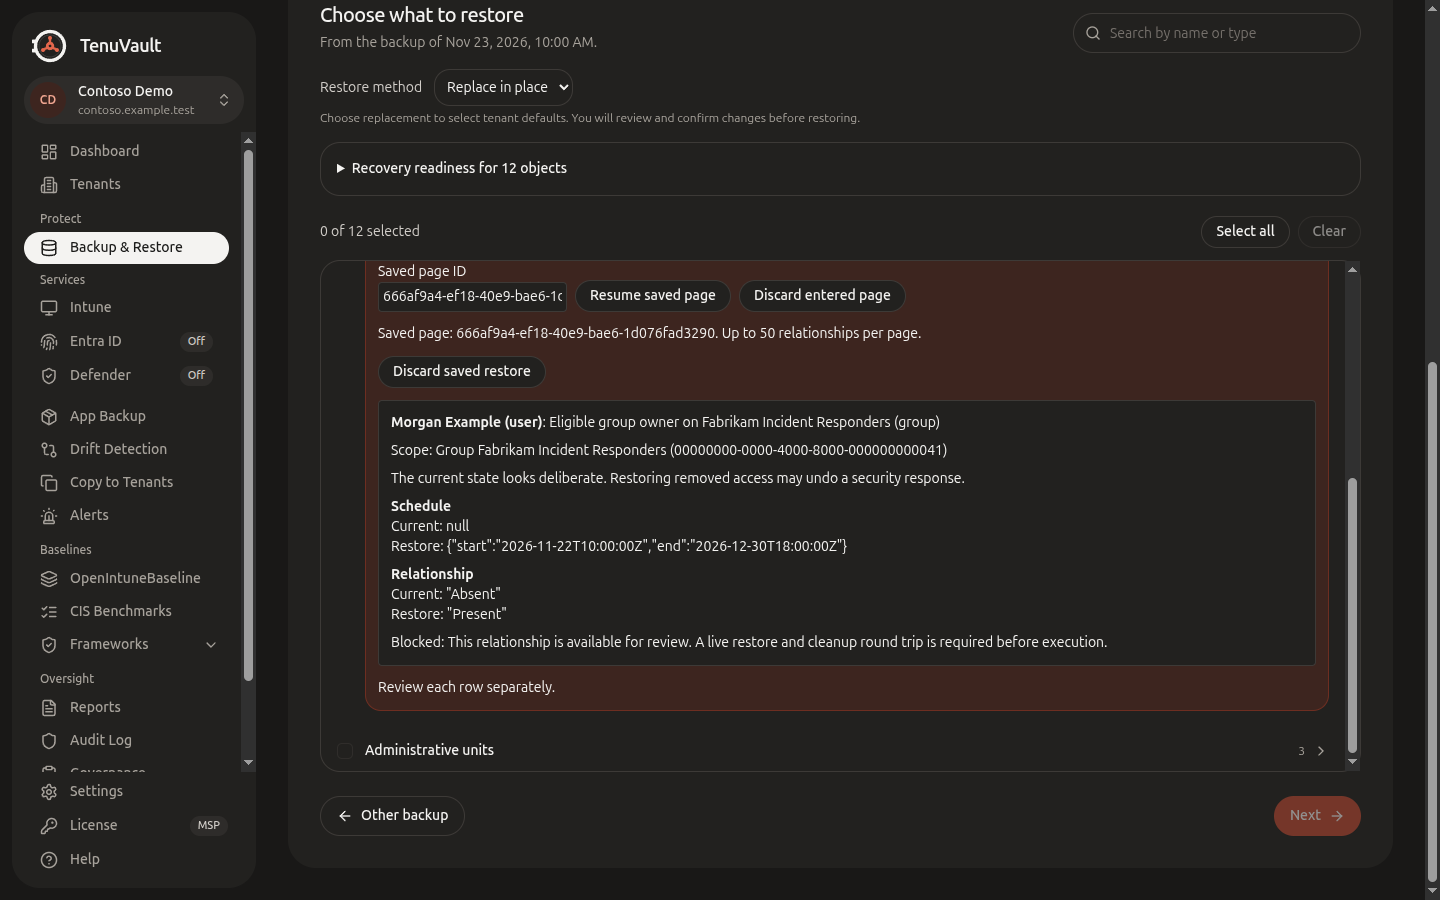 TenuVault
CD
Contoso Demo
contoso.example.test
Dashboard
Tenants
Protect
Backup & Restore
Services
Intune
Entra ID
Off
Defender
Off
App Backup
Drift Detection
Copy to Tenants
Alerts
Baselines
OpenIntuneBaseline
CIS Benchmarks
Frameworks
Oversight
Reports
Audit Log
Governance
Settings
License
MSP
Help
Choose what to restore
From the backup of Nov 23, 2026, 10:00 AM.
Search by name or type
Restore method
Replace in place
Choose replacement to select tenant defaults. You will review and confirm changes before restoring.
Recovery readiness for 12 objects
0 of 12 selected
Select all
Clear
Saved page ID
666af9a4-ef18-40e9-bae6-1d
Resume saved page
Discard entered page
Saved page: 666af9a4-ef18-40e9-bae6-1d076fad3290. Up to 50 relationships per page.
Discard saved restore
Morgan Example (user): Eligible group owner on Fabrikam Incident Responders (group)
Scope: Group Fabrikam Incident Responders (00000000-0000-4000-8000-000000000041)
The current state looks deliberate. Restoring removed access may undo a security response.
Schedule
Current: null
Restore: {"start":"2026-11-22T10:00:00Z","end":"2026-12-30T18:00:00Z"}
Relationship
Current: "Absent"
Restore: "Present"
Blocked: This relationship is available for review. A live restore and cleanup round trip is required before execution.
Review each row separately.
Administrative units
3
Other backup
Next